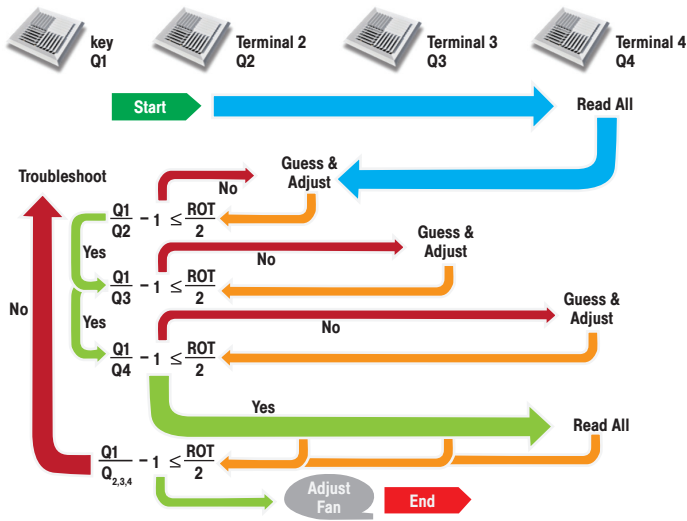 key
Q1
Terminal 2
Q2
Terminal 3
Q3
Terminal 4
Q4
Start
Read All
Troubleshoot
Guess &
Adjust
No
Q1
Q2
– 1 ≤
ROT
2
Yes
Guess &
Adjust
No
Q1
Q3
– 1 ≤
ROT
2
No
Yes
Guess &
Adjust
No
Q1
Q4
– 1 ≤
ROT
2
Yes
Read All
Q1
Q2,3,4
– 1 ≤
ROT
2
Adjust
Fan
End